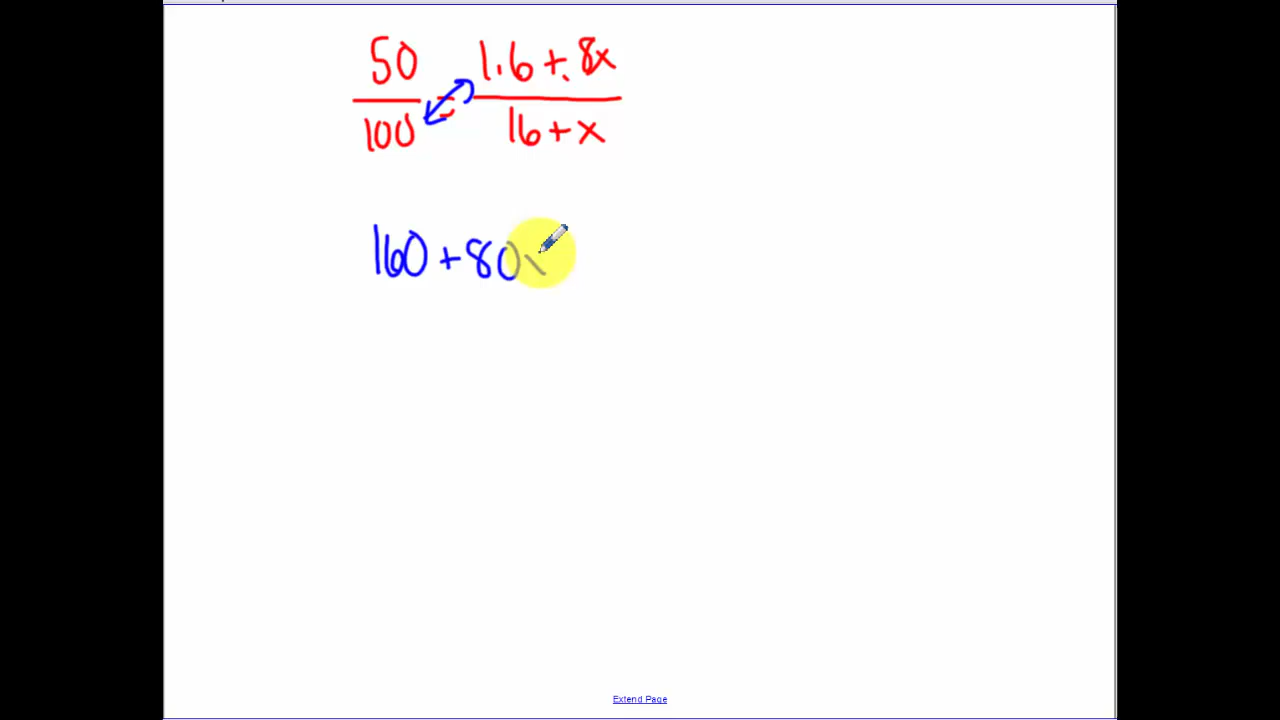 50/100 = 1.6+.8x/16+x
160+80x
Extend Page